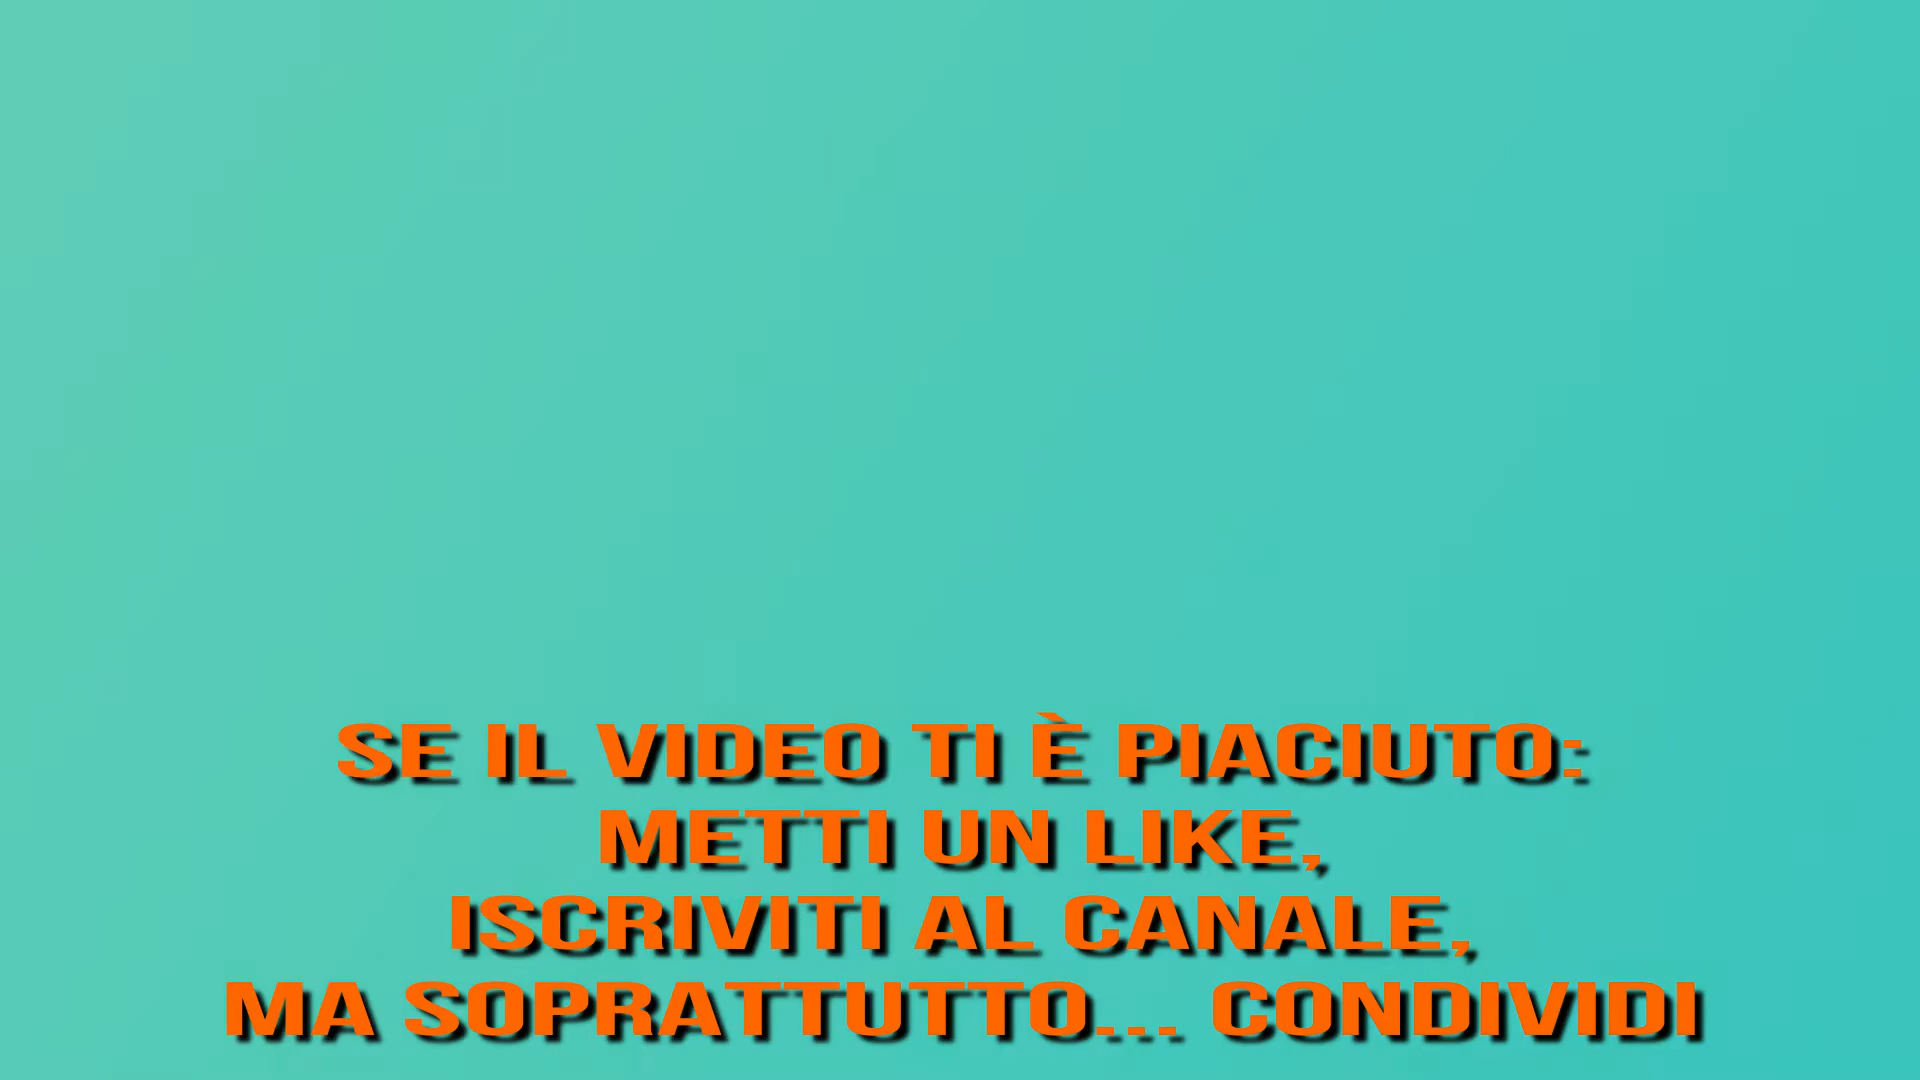 SE IL VIDEO TI È PIACIUTO:
METTI UN LIKE,
ISCRIVITI AL CANALE,
MA SOPRATTUTTO... CONDIVIDI